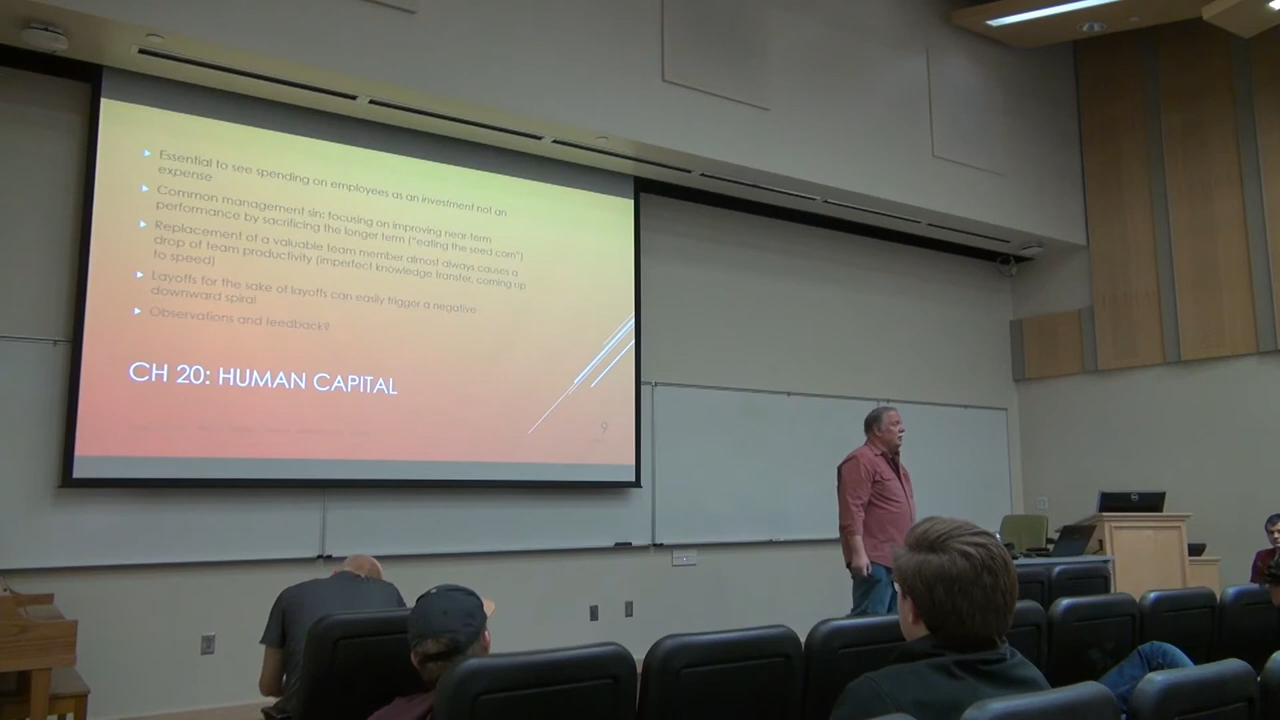 Essential to see spending on employees as an investment not an
expense
Common management sin: focusing on improving near-term
performance by sacrificing the longer term ("eating the seed corn")
Replacement of a valuable team member almost always causes a
drop of team productivity (imperfect knowledge transfer, coming up
to speed)
Layoffs for the sake of layoffs can easily trigger a negative
downward spiral
Observations and feedback?
CH 20: HUMAN CAPITAL
9